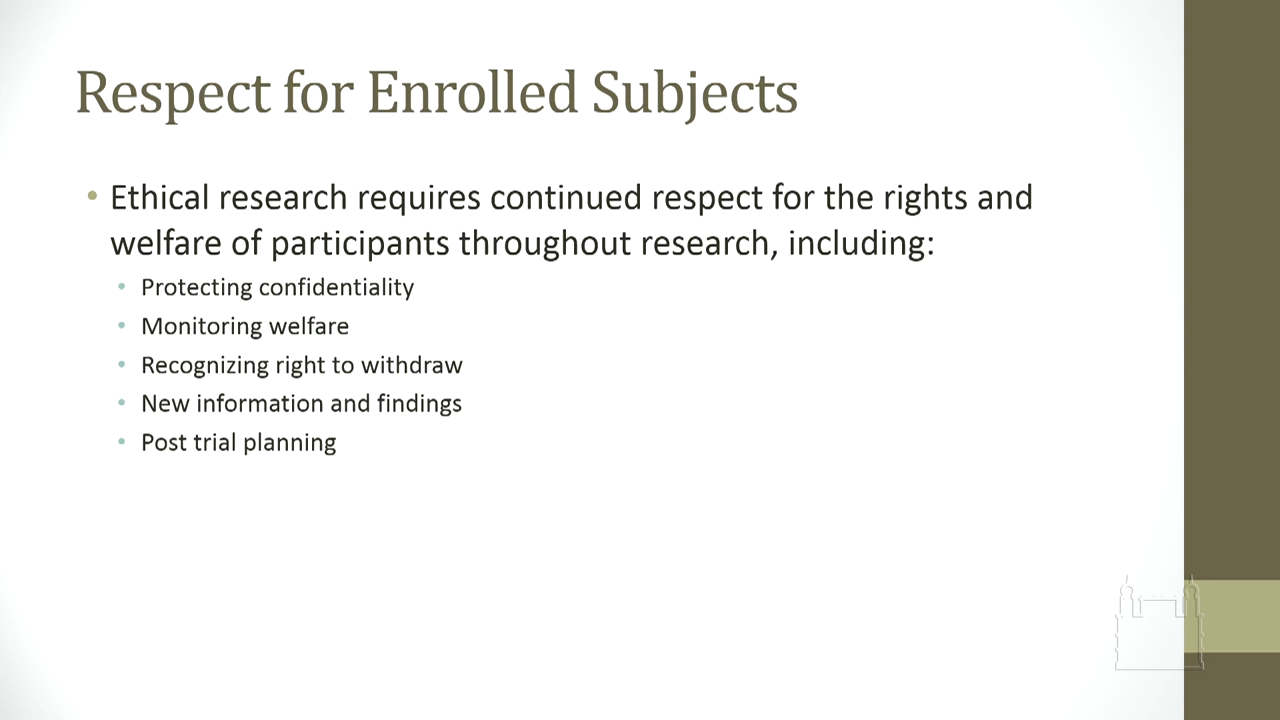 Respect for Enrolled Subjects
• Ethical research requires continued respect for the rights and
welfare of participants throughout research, including:
• Protecting confidentiality
• Monitoring welfare
• Recognizing right to withdraw
• New information and findings
• Post trial planning